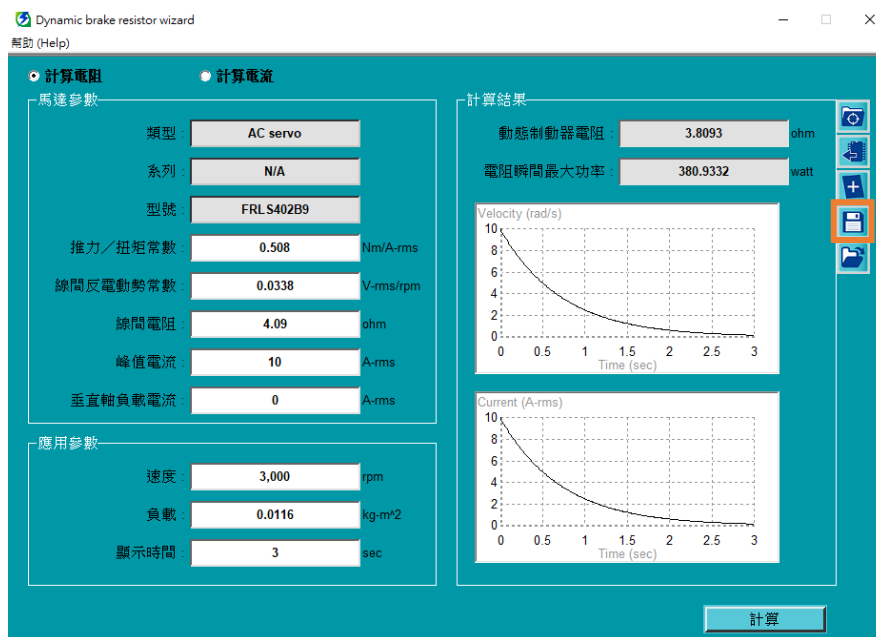 Dynamic brake resistor wizard
幫助 (Help)
計算電阻
計算電流
馬達參數
類型 : AC servo
系列 : N/A
型號 : FRLS402B9
推力／扭矩常數 : 0.508 Nm/A-rms
線間反電動勢常數 : 0.0338 V-rms/rpm
線間電阻 : 4.09 ohm
峰值電流 : 10 A-rms
垂直軸負載電流 : 0 A-rms
應用參數
速度 : 3,000 rpm
負載 : 0.0116 kg-m^2
顯示時間 : 3 sec
計算結果
動態制動器電阻 : 3.8093 ohm
電阻瞬間最大功率 : 380.9332 watt
Velocity (rad/s)
10
8
6
4
2
0
0 0.5 1 1.5 2 2.5 3
Time (sec)
Current (A-rms)
10
8
6
4
2
0
0 0.5 1 1.5 2 2.5 3
Time (sec)
計算